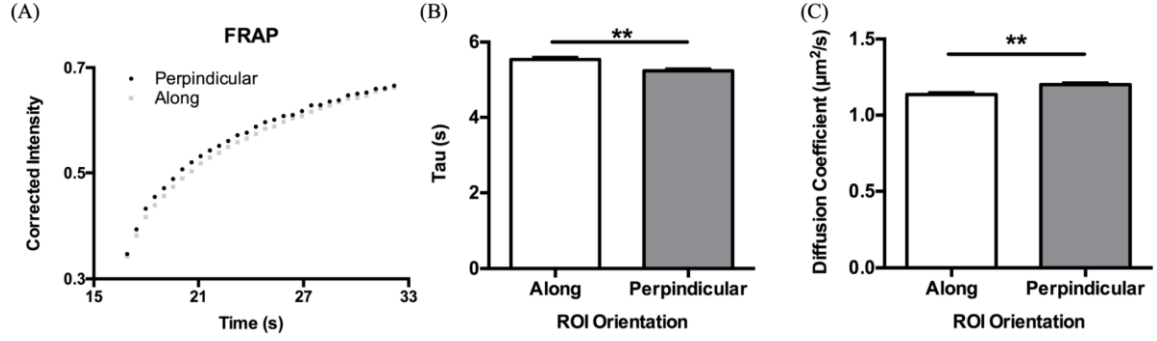 (A)
FRAP
Corrected Intensity
0.7
0.5
0.3
Perpindicular
Along
15 21 27 33
Time (s)
(B)
Tau (s)
6
4
2
0
**
Along Perpindicular
ROI Orientation
(C)
Diffusion Coefficient (μm²/s)
1.5
1.0
0.5
0.0
**
Along Perpindicular
ROI Orientation